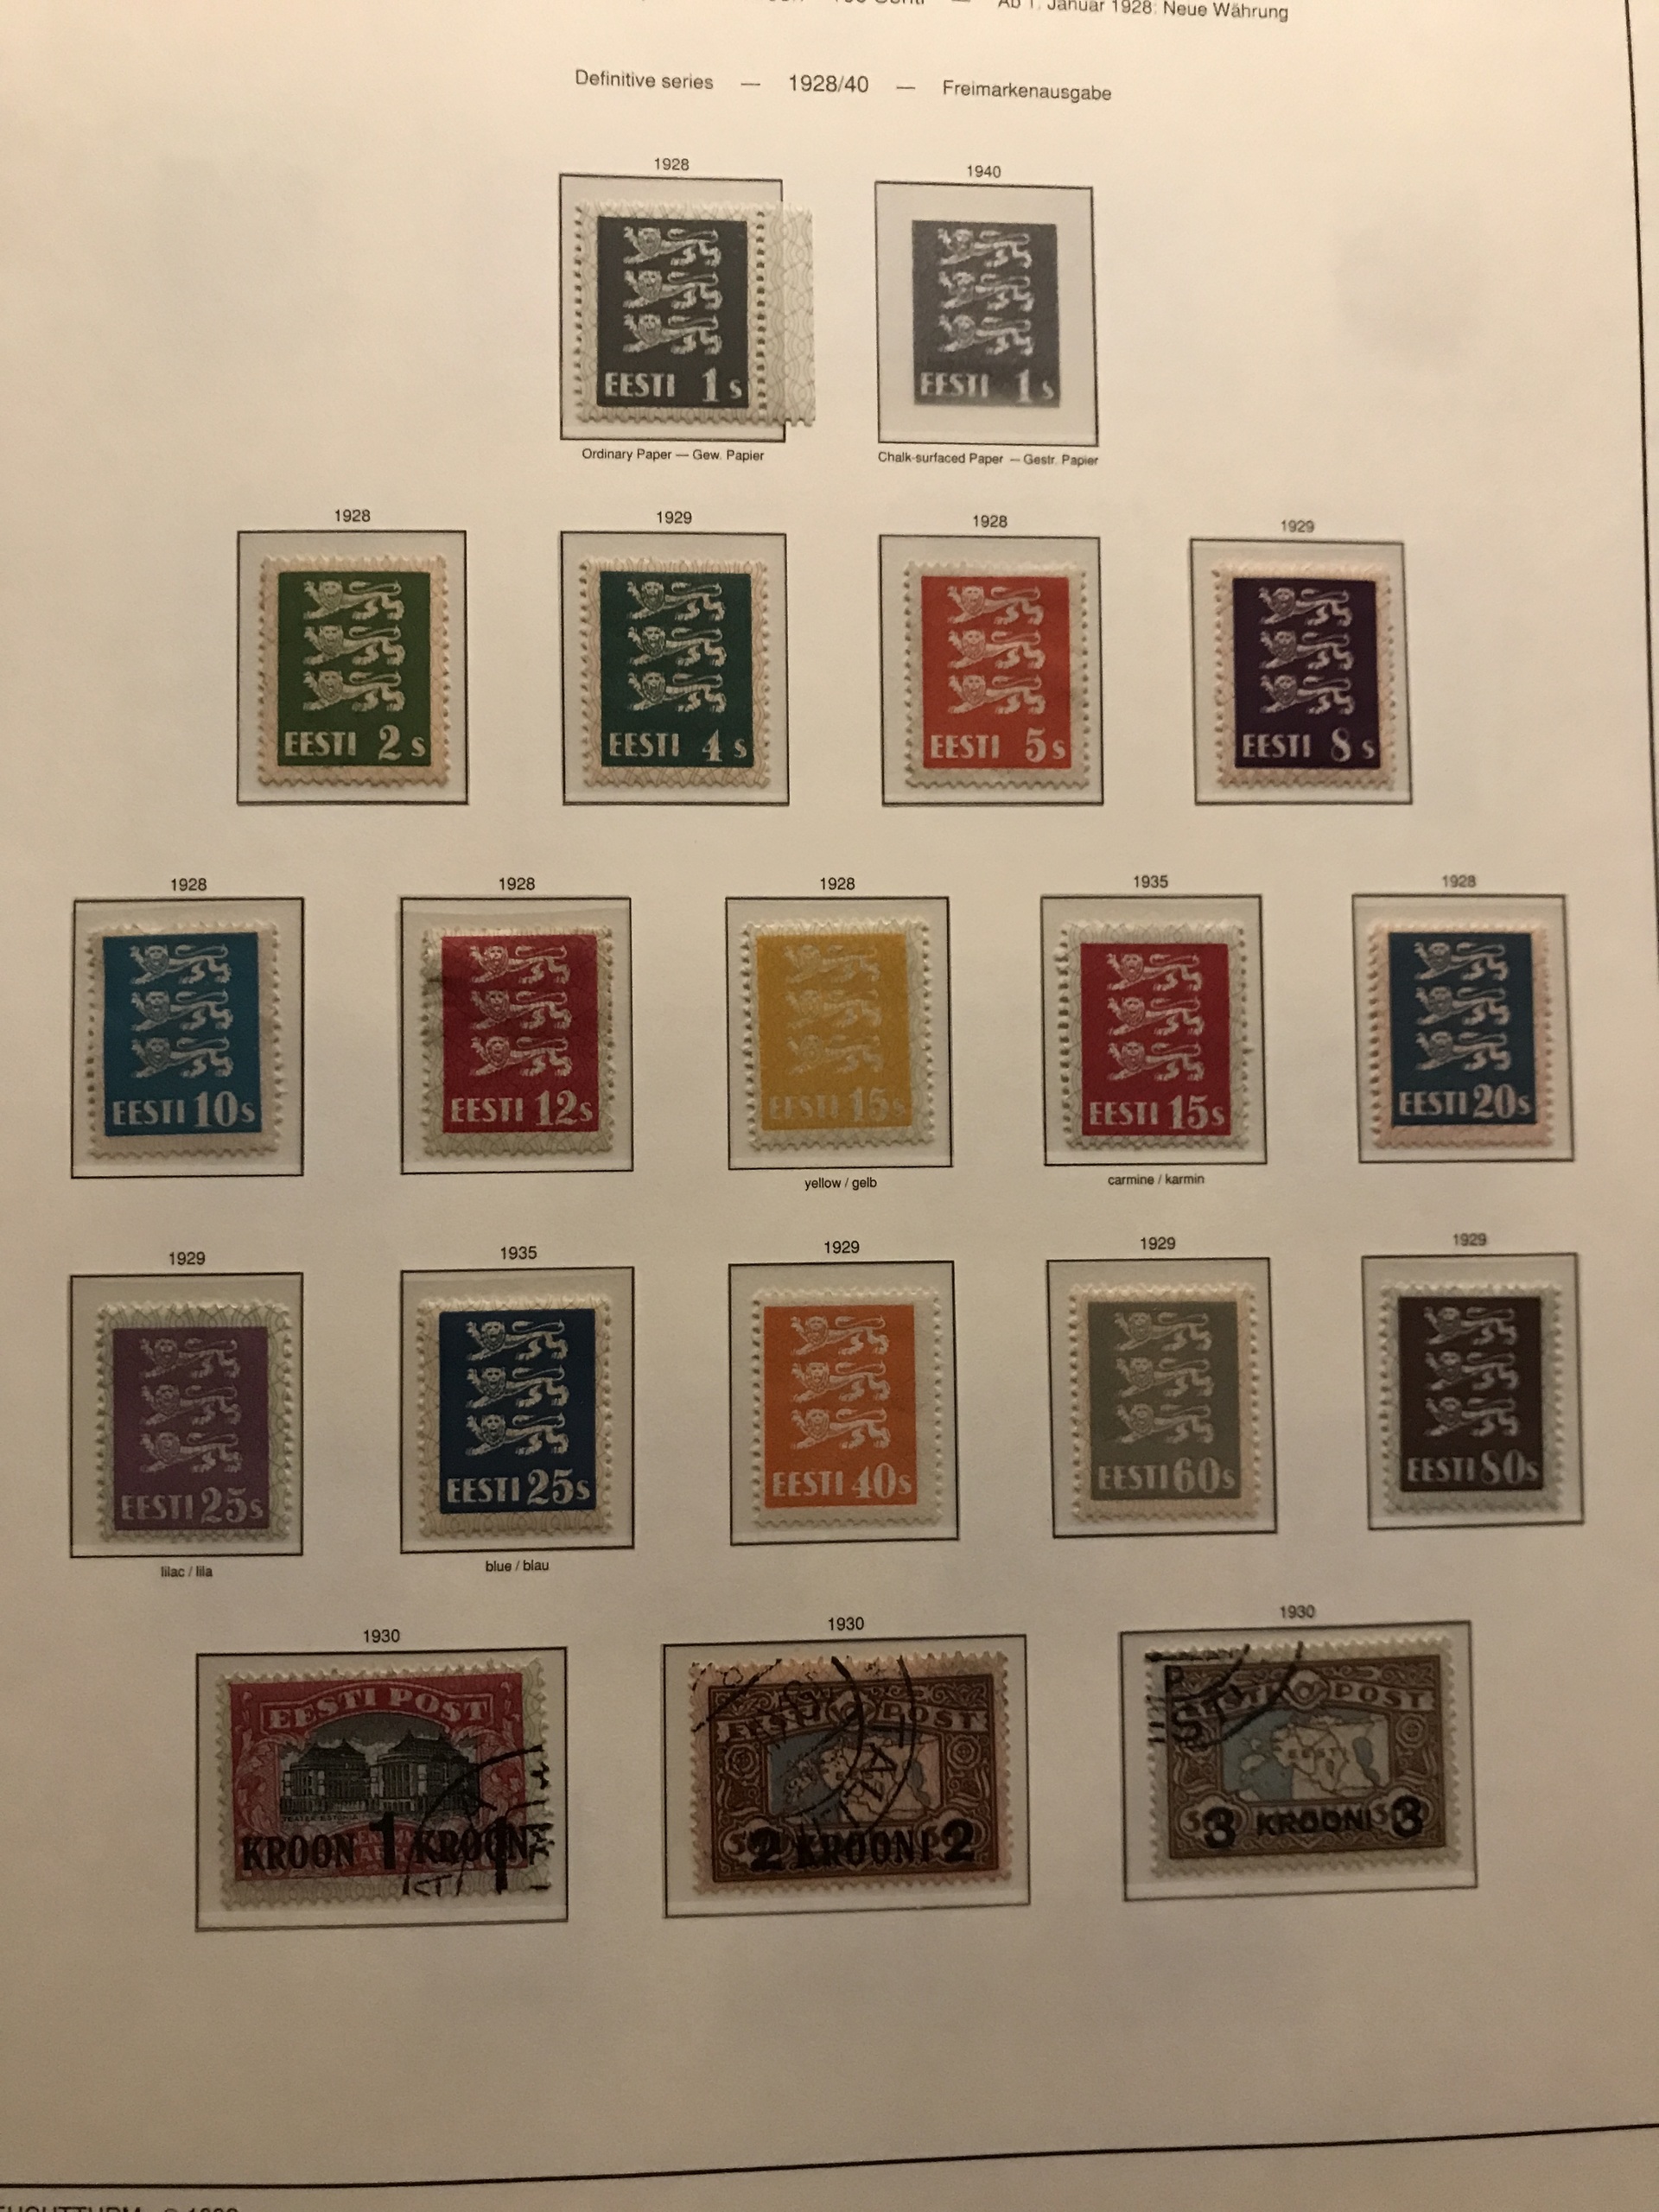 Ab 1. Januar 1928: Neue Währung
Definitive series — 1928/40 — Freimarkenausgabe
1928
1940
EESTI 1 s
EESTI 1 s
Ordinary Paper — Gew. Papier
Chalk-surfaced Paper — Gestr. Papier
1928
1929
1928
1929
EESTI 2 s
EESTI 4 s
EESTI 5 s
EESTI 8 s
1928
1928
1928
1935
1928
EESTI 10s
EESTI 12s
EESTI 15s
EESTI 15s
EESTI 20s
yellow / gelb
carmine / karmin
1929
1935
1929
1929
1929
EESTI 25s
EESTI 25s
EESTI 40s
EESTI 60s
EESTI 80s
lilac / lila
blue / blau
1930
1930
1930
EESTI POST
KROON 1 KROON 1
EESTI POST
2 KROONI 2
EESTI POST
EESTI
3 KROONI 3